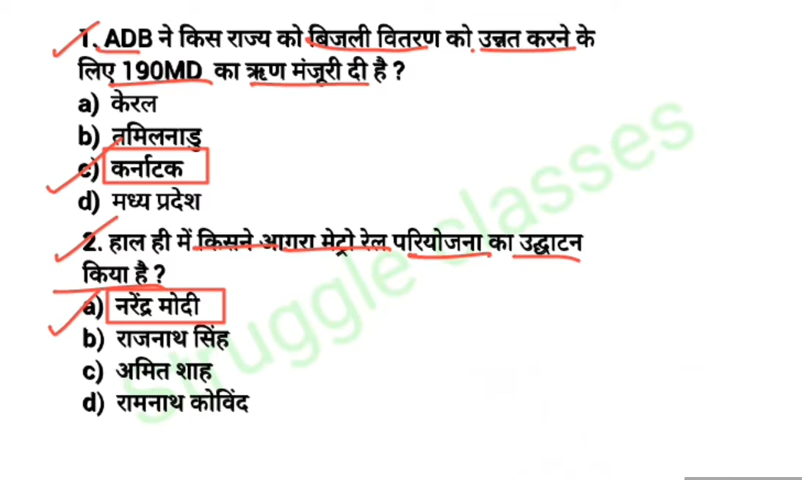 1. ADB ने किस राज्य को बिजली वितरण को उन्नत करने के
लिए 190MD का ऋण मंजूरी दी है ?
a) केरल
b) तमिलनाडु
c) कर्नाटक
d) मध्य प्रदेश
2. हाल ही में किसने आगरा मेट्रो रेल परियोजना का उद्घाटन
किया है ?
a) नरेंद्र मोदी
b) राजनाथ सिंह
c) अमित शाह
d) रामनाथ कोविंद
Struggle classes